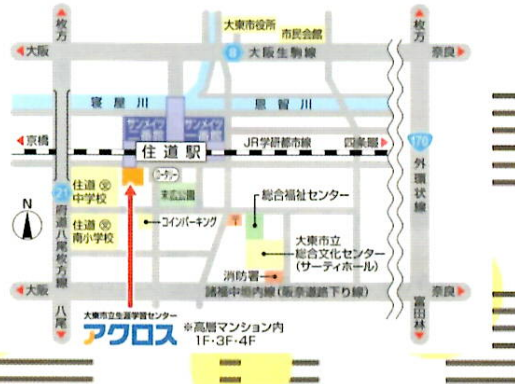 枚方
枚方
大東市役所
市民会館
大阪
8
大阪生駒線
奈良
寝屋川
恩智川
サンメイツ
二番館
サンメイツ
一番館
京橋
住道駅
JR学研都市線
四条畷
170
外環状線
ロータリー
住道
中学校
末広公園
総合福祉センター
21
府道八尾枚方線
N
住道
南小学校
コインパーキング
〒
大東市立
総合文化センター
(サーティホール)
消防署
大阪
諸福中垣内線(阪奈道路下り線)
奈良
八尾
富田林
大東市立生涯学習センター
アクロス
※高層マンション内
1F・3F・4F